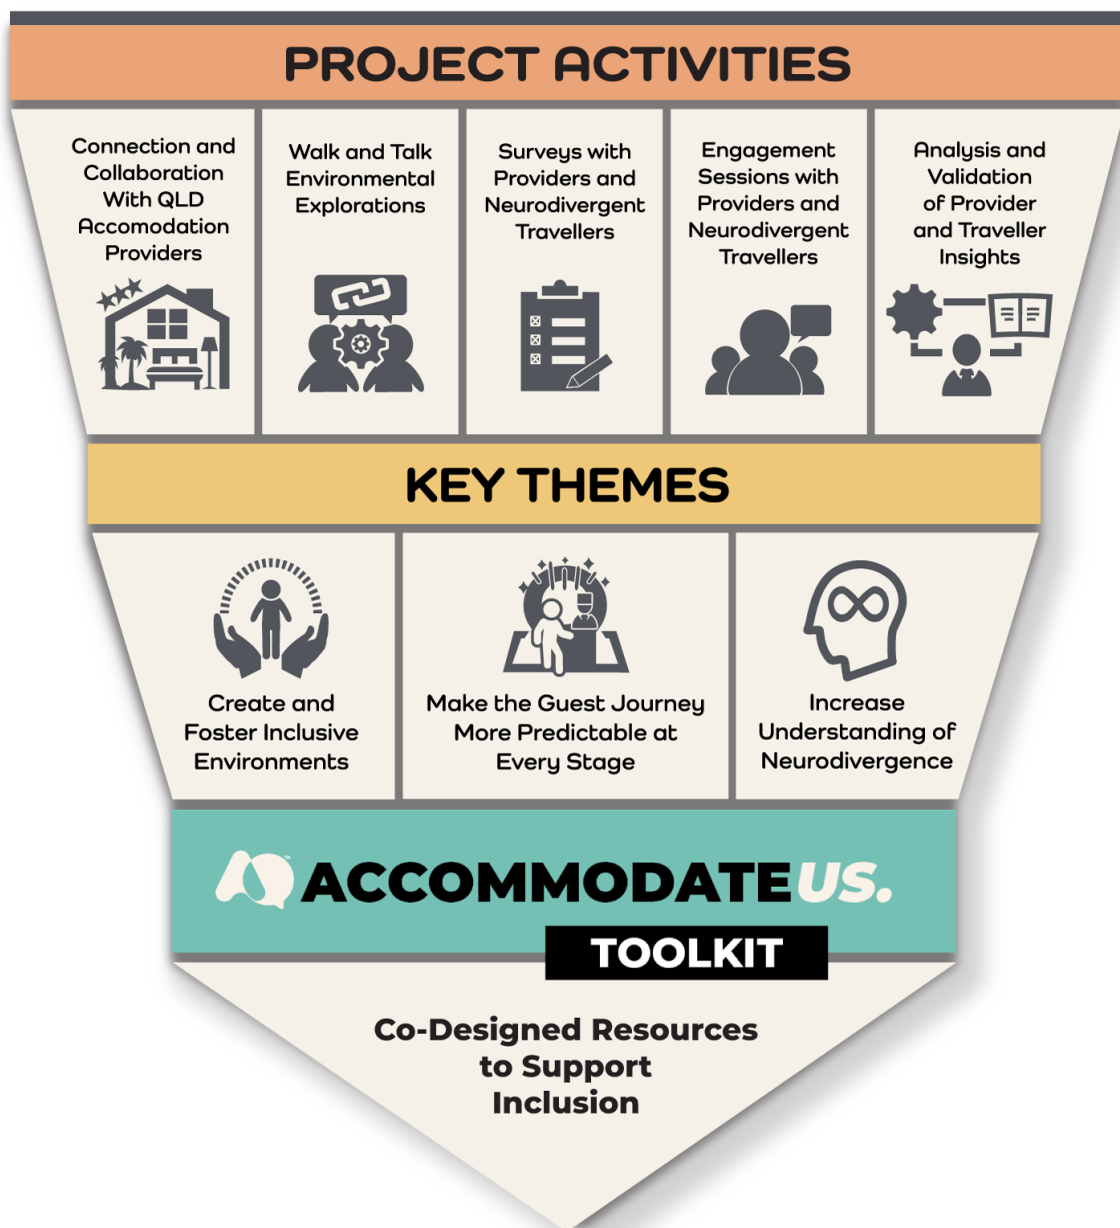 PROJECT ACTIVITIES
Connection and
Collaboration
With QLD
Accomodation
Providers
Walk and Talk
Environmental
Explorations
Surveys with
Providers and
Neurodivergent
Travellers
Engagement
Sessions with
Providers and
Neurodivergent
Travellers
Analysis and
Validation
of Provider
and Traveller
Insights
KEY THEMES
Create and
Foster Inclusive
Environments
Make the Guest Journey
More Predictable at
Every Stage
Increase
Understanding of
Neurodivergence
™ ACCOMMODATE US.
TOOLKIT
Co-Designed Resources
to Support
Inclusion